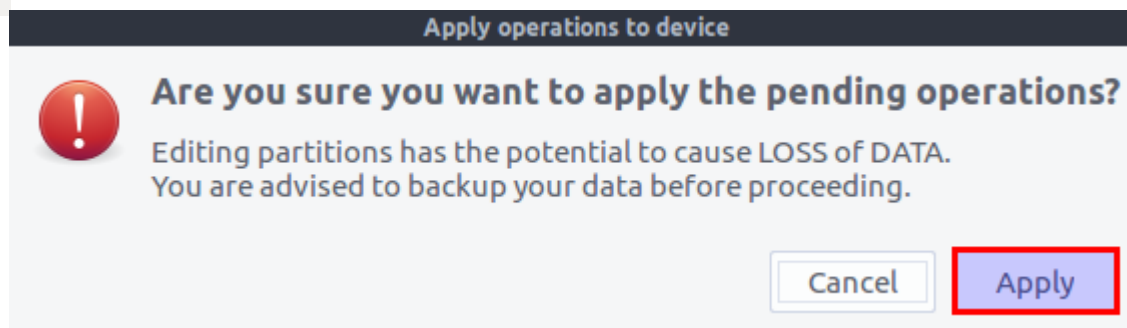 Apply operations to device
Are you sure you want to apply the pending operations?
Editing partitions has the potential to cause LOSS of DATA.
You are advised to backup your data before proceeding.
Cancel
Apply